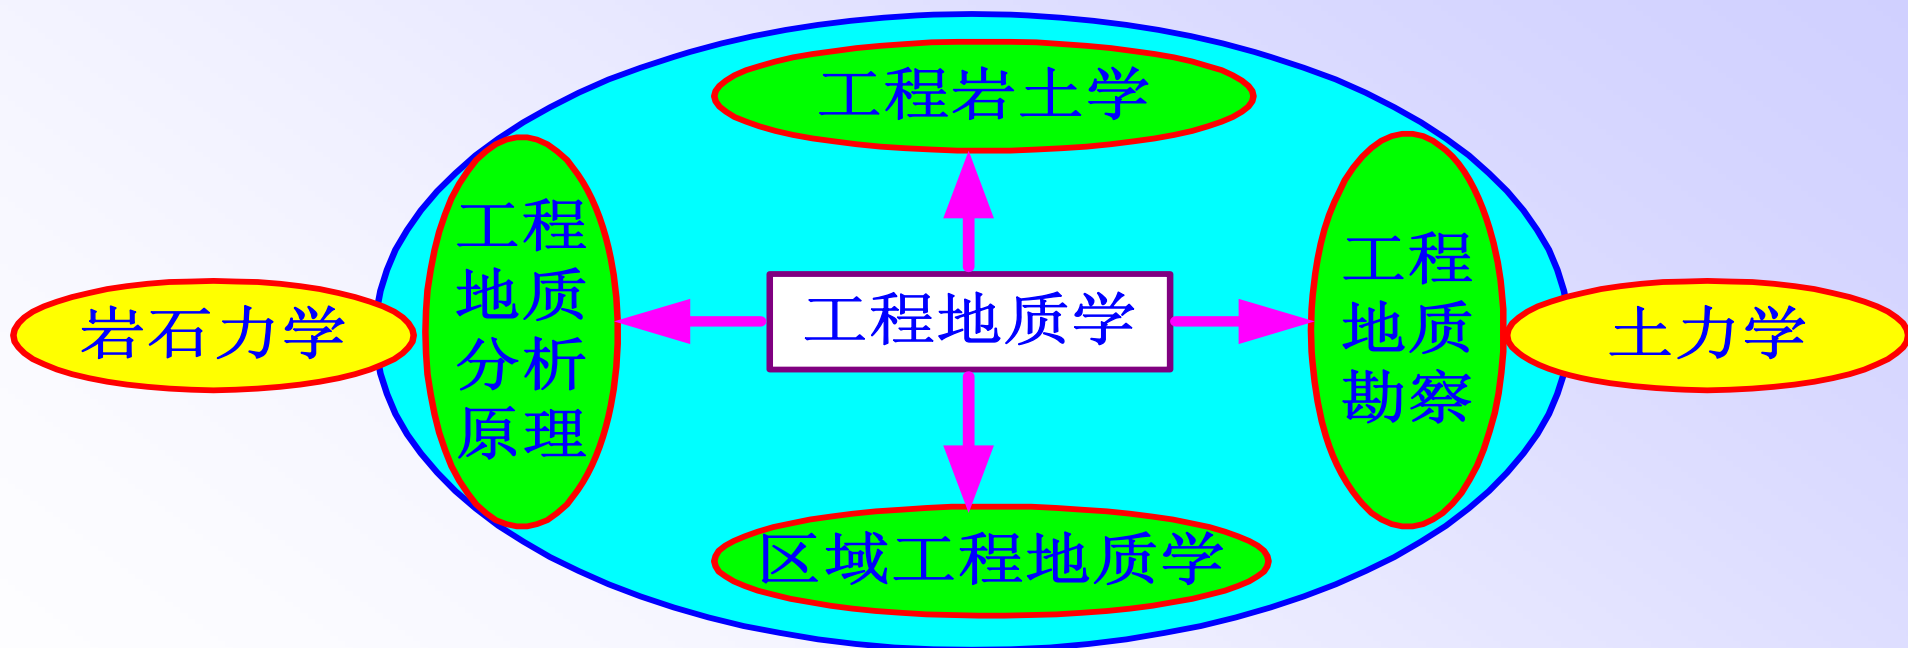 工程岩土学
工程
地质
分析
原理
工程
地质
勘察
岩石力学
工程地质学
土力学
区域工程地质学